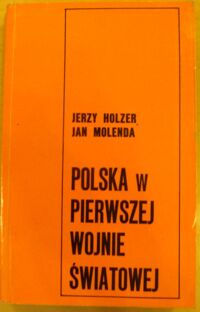 JERZY HOLZER
JAN MOLENDA
POLSKA W
PIERWSZEJ
WOJNIE
ŚWIATOWEJ